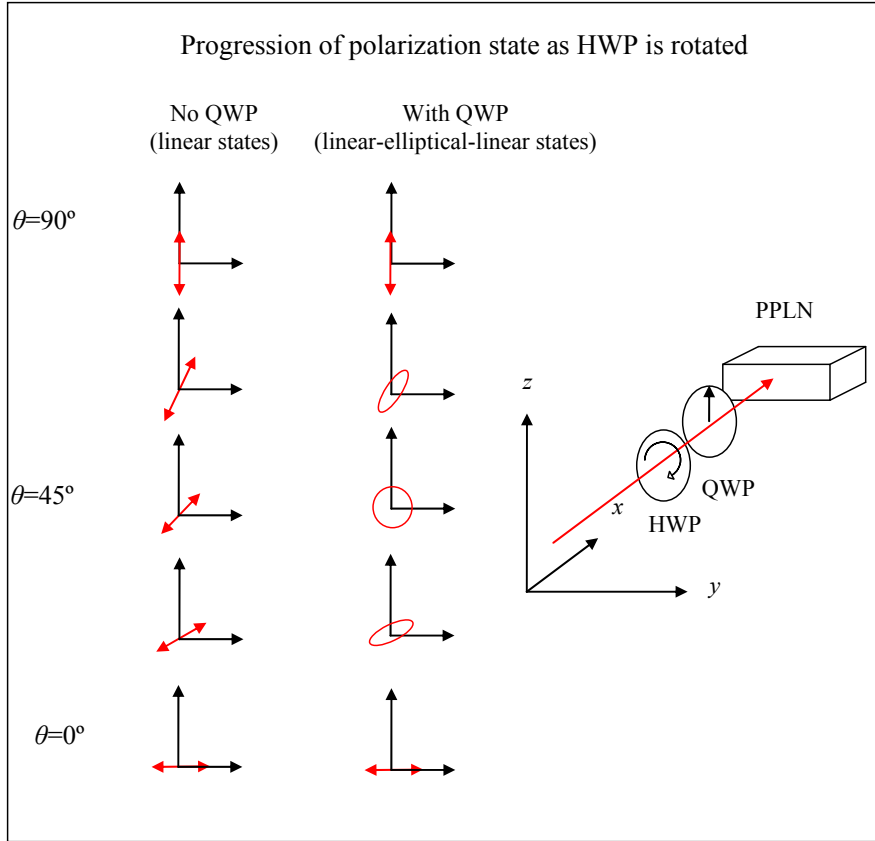 Progression of polarization state as HWP is rotated
No QWP
(linear states)
With QWP
(linear-elliptical-linear states)
θ=90º
θ=45º
θ=0º
PPLN
z
QWP
x
HWP
y